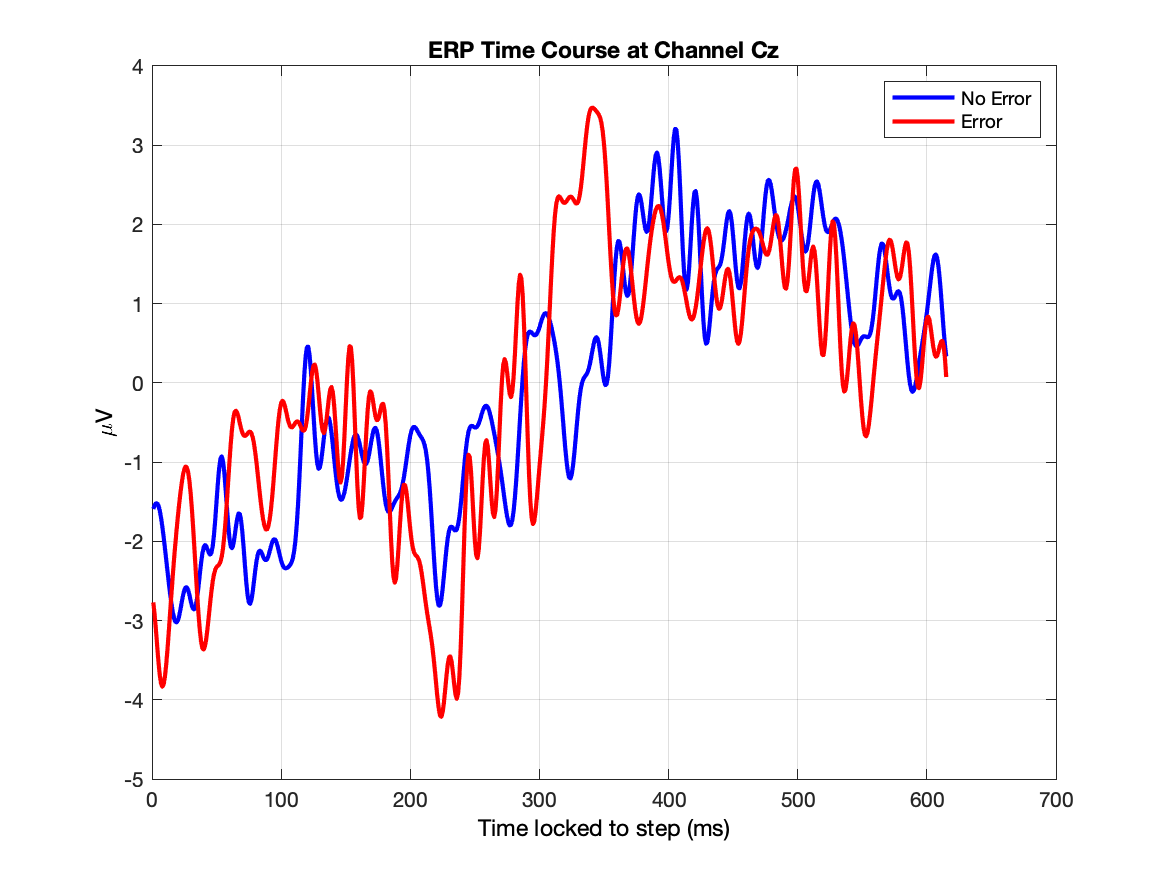 ERP Time Course at Channel Cz
4
3
2
1
0
-1
-2
-3
-4
-5
μV
No Error
Error
0 100 200 300 400 500 600 700
Time locked to step (ms)